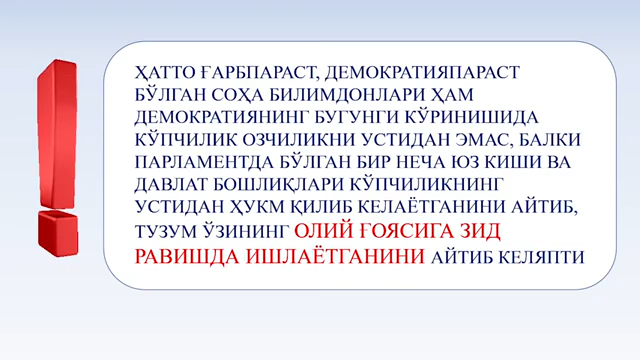 ҲАТТО ҒАРБПАРАСТ, ДЕМОКРАТИЯПАРАСТ
БЎЛГАН СОҲА БИЛИМДОНЛАРИ ҲАМ
ДЕМОКРАТИЯНИНГ БУГУНГИ КЎРИНИШИДА
КЎПЧИЛИК ОЗЧИЛИКНИ УСТИДАН ЭМАС, БАЛКИ
ПАРЛАМЕНТДА БЎЛГАН БИР НЕЧА ЮЗ КИШИ ВА
ДАВЛАТ БОШЛИҚЛАРИ КЎПЧИЛИКНИНГ
УСТИДАН ҲУКМ ҚИЛИБ КЕЛАЁТГАНИНИ АЙТИБ,
ТУЗУМ ЎЗИНИНГ ОЛИЙ ҒОЯСИГА ЗИД
РАВИШДА ИШЛАЁТГАНИНИ АЙТИБ КЕЛЯПТИ